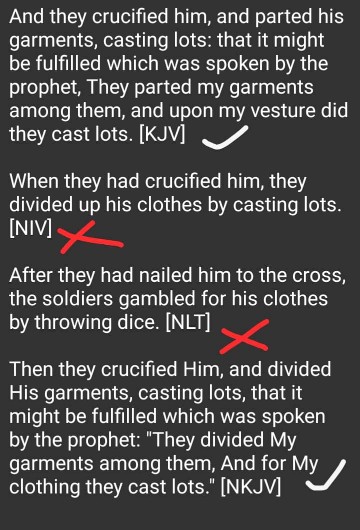 And they crucified him, and parted his
garments, casting lots: that it might
be fulfilled which was spoken by the
prophet, They parted my garments
among them, and upon my vesture did
they cast lots. [KJV]
When they had crucified him, they
divided up his clothes by casting lots.
[NIV]
After they had nailed him to the cross,
the soldiers gambled for his clothes
by throwing dice. [NLT]
Then they crucified Him, and divided
His garments, casting lots, that it
might be fulfilled which was spoken
by the prophet: "They divided My
garments among them, And for My
clothing they cast lots." [NKJV]